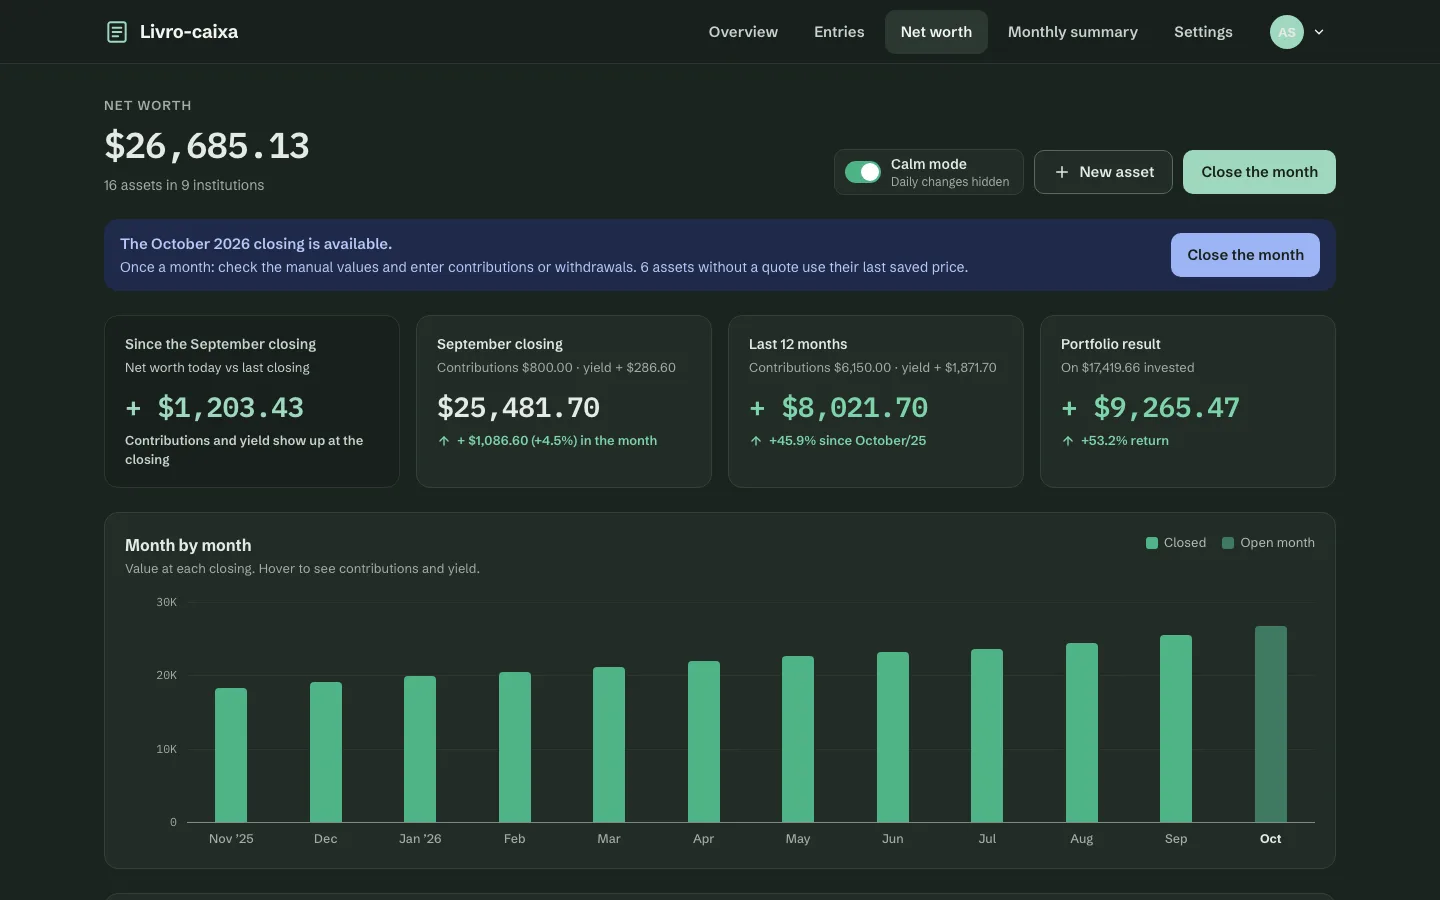 Livro-caixa
Overview
Entries
Net worth
Monthly summary
Settings
AS
NET WORTH
$26,685.13
16 assets in 9 institutions
Calm mode
Daily changes hidden
New asset
Close the month
The October 2026 closing is available.
Once a month: check the manual values and enter contributions or withdrawals. 6 assets without a quote use their last saved price.
Close the month
Since the September closing
Net worth today vs last closing
+ $1,203.43
Contributions and yield show up at the
closing
September closing
Contributions $800.00 · yield + $286.60
$25,481.70
↑ + $1,086.60 (+4.5%) in the month
Last 12 months
Contributions $6,150.00 · yield + $1,871.70
+ $8,021.70
↑ +45.9% since October/25
Portfolio result
On $17,419.66 invested
+ $9,265.47
↑ +53.2% return
Month by month
Value at each closing. Hover to see contributions and yield.
Closed
Open month
30K
20K
10K
0
Nov ’25
Dec
Jan ’26
Feb
Mar
Apr
May
Jun
Jul
Aug
Sep
Oct